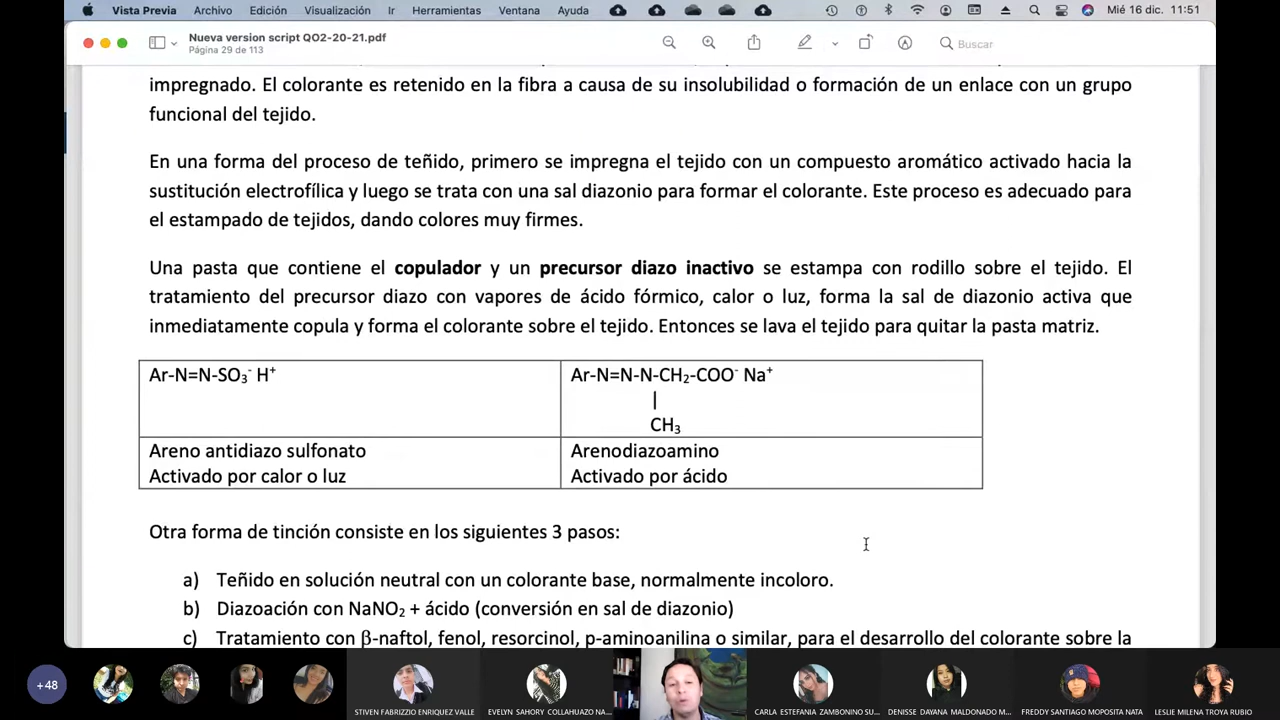 Vista Previa Archivo Edición Visualización Ir Herramientas Ventana Ayuda Mié 16 dic. 11:51
Nueva version script QO2-20-21.pdf
Página 29 de 113
Buscar
impregnado. El colorante es retenido en la fibra a causa de su insolubilidad o formación de un enlace con un grupo
funcional del tejido.
En una forma del proceso de teñido, primero se impregna el tejido con un compuesto aromático activado hacia la
sustitución electrofílica y luego se trata con una sal diazonio para formar el colorante. Este proceso es adecuado para
el estampado de tejidos, dando colores muy firmes.
Una pasta que contiene el copulador y un precursor diazo inactivo se estampa con rodillo sobre el tejido. El
tratamiento del precursor diazo con vapores de ácido fórmico, calor o luz, forma la sal de diazonio activa que
inmediatamente copula y forma el colorante sobre el tejido. Entonces se lava el tejido para quitar la pasta matriz.
Ar-N=N-SO₃⁻ H⁺
Ar-N=N-N-CH₂-COO⁻ Na⁺
|
CH₃
Areno antidiazo sulfonato
Activado por calor o luz
Arenodiazoamino
Activado por ácido
Otra forma de tinción consiste en los siguientes 3 pasos:
a) Teñido en solución neutral con un colorante base, normalmente incoloro.
b) Diazoación con NaNO₂ + ácido (conversión en sal de diazonio)
c) Tratamiento con β-naftol, fenol, resorcinol, p-aminoanilina o similar, para el desarrollo del colorante sobre la
+48
STIVEN FABRIZZIO ENRIQUEZ VALLE
EVELYN SAHORY COLLAHUAZO NA...
CARLA ESTEFANIA ZAMBONINO SU...
DENISSE DAYANA MALDONADO M...
FREDDY SANTIAGO MOPOSITA NATA
LESLIE MILENA TROYA RUBIO